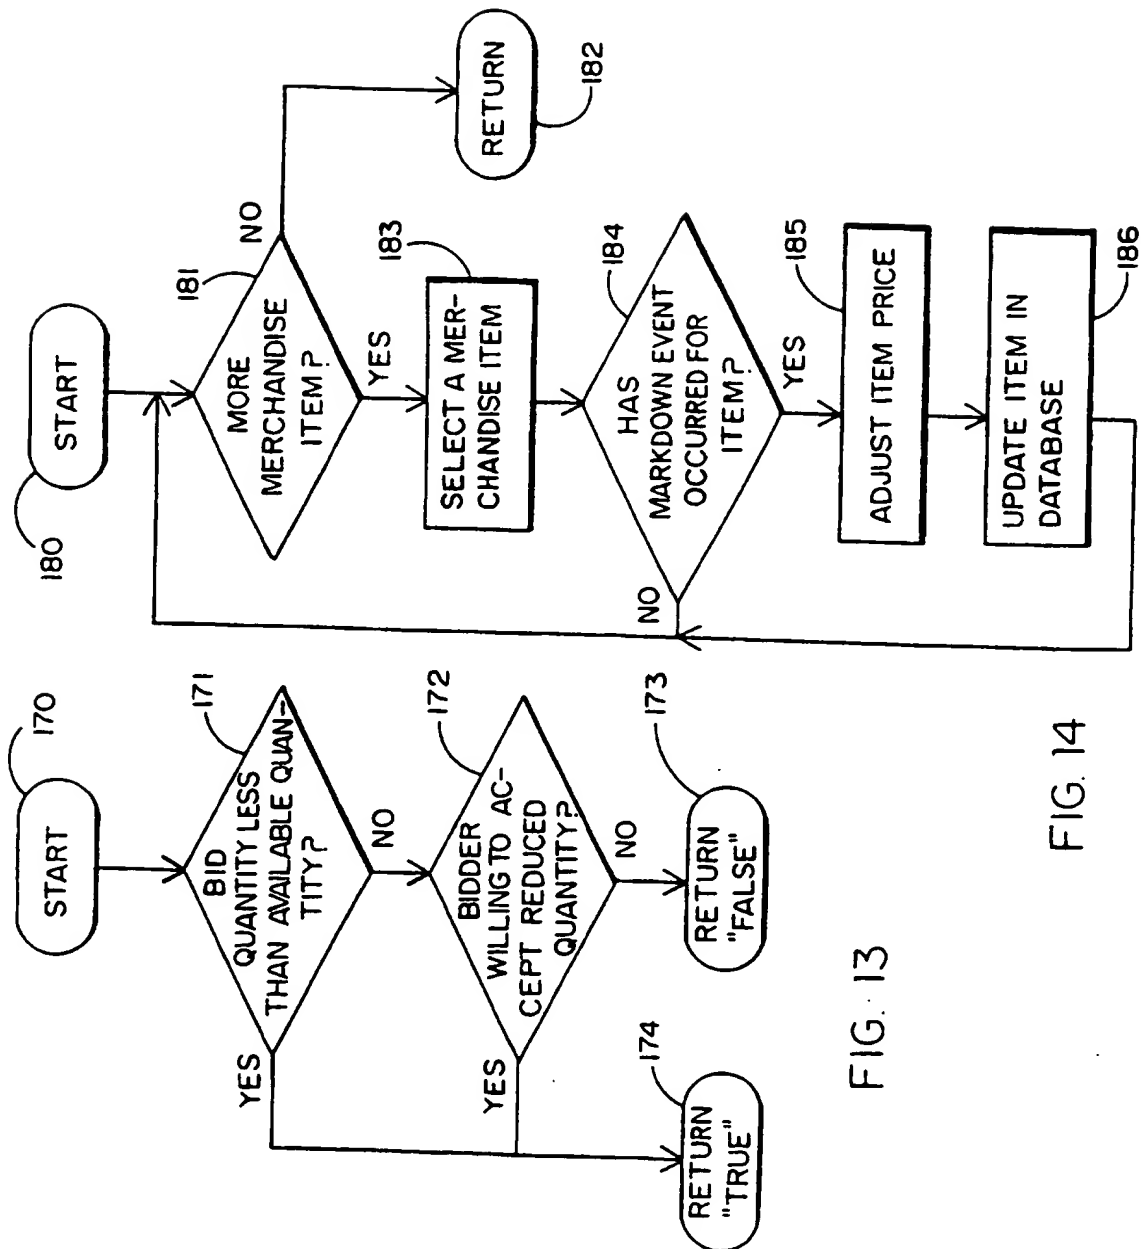 170
START
171
BID
QUANTITY LESS
THAN AVAILABLE QUAN-
TITY?
YES
NO
172
BIDDER
WILLING TO AC-
CEPT REDUCED
QUANTITY?
YES
NO
173
RETURN
"FALSE"
174
RETURN
"TRUE"
FIG. 13
180
START
181
MORE
MERCHANDISE
ITEM?
NO
YES
RETURN
182
183
SELECT A MER-
CHANDISE ITEM
184
HAS
MARKDOWN EVENT
OCCURRED FOR
ITEM?
NO
YES
185
ADJUST ITEM PRICE
UPDATE ITEM IN
DATABASE
186
FIG. 14